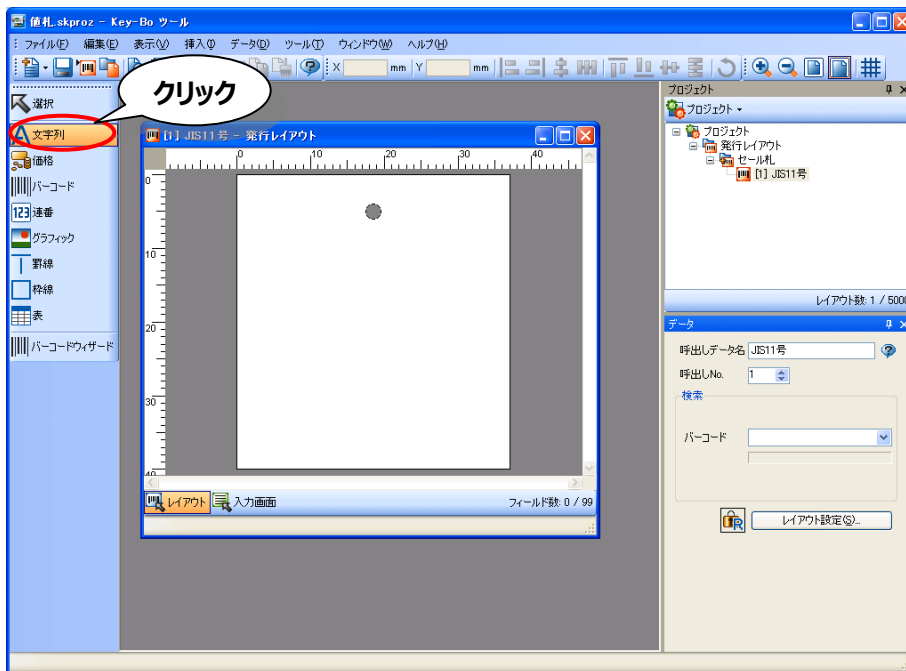 値札.skproz - Key-Bo ツール
ファイル(F) 編集(E) 表示(V) 挿入(I) データ(D) ツール(T) ウィンドウ(W) ヘルプ(H)
X mm Y mm
クリック
選択
文字列
価格
バーコード
123 連番
グラフィック
罫線
枠線
表
バーコードウィザード
[1] JIS11号 - 発行レイアウト
0 10 20 30 40
0
10
20
30
40
レイアウト 入力画面 フィールド数: 0 / 99
プロジェクト
プロジェクト
プロジェクト
発行レイアウト
セール札
[1] JIS11号
レイアウト数: 1 / 5000
データ
呼出しデータ名 JIS11号
呼出しNo. 1
検索
バーコード
R レイアウト設定(S)...